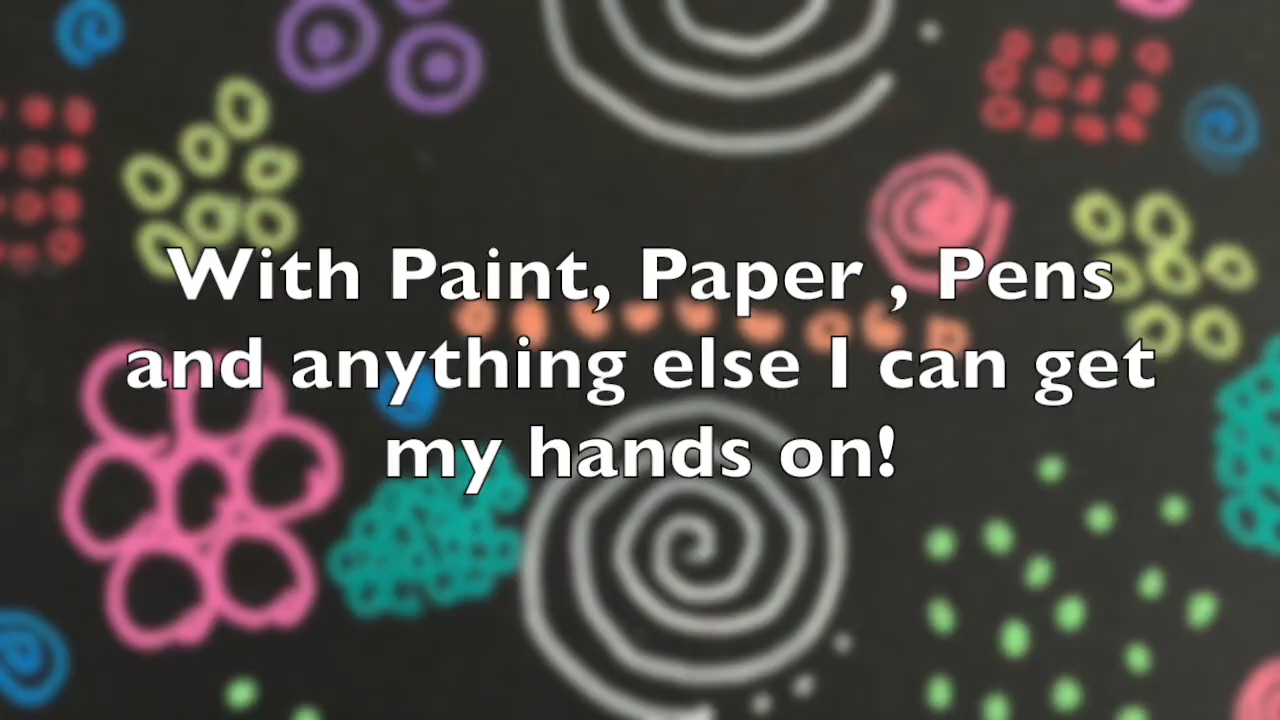 With Paint, Paper , Pens
and anything else I can get
my hands on!